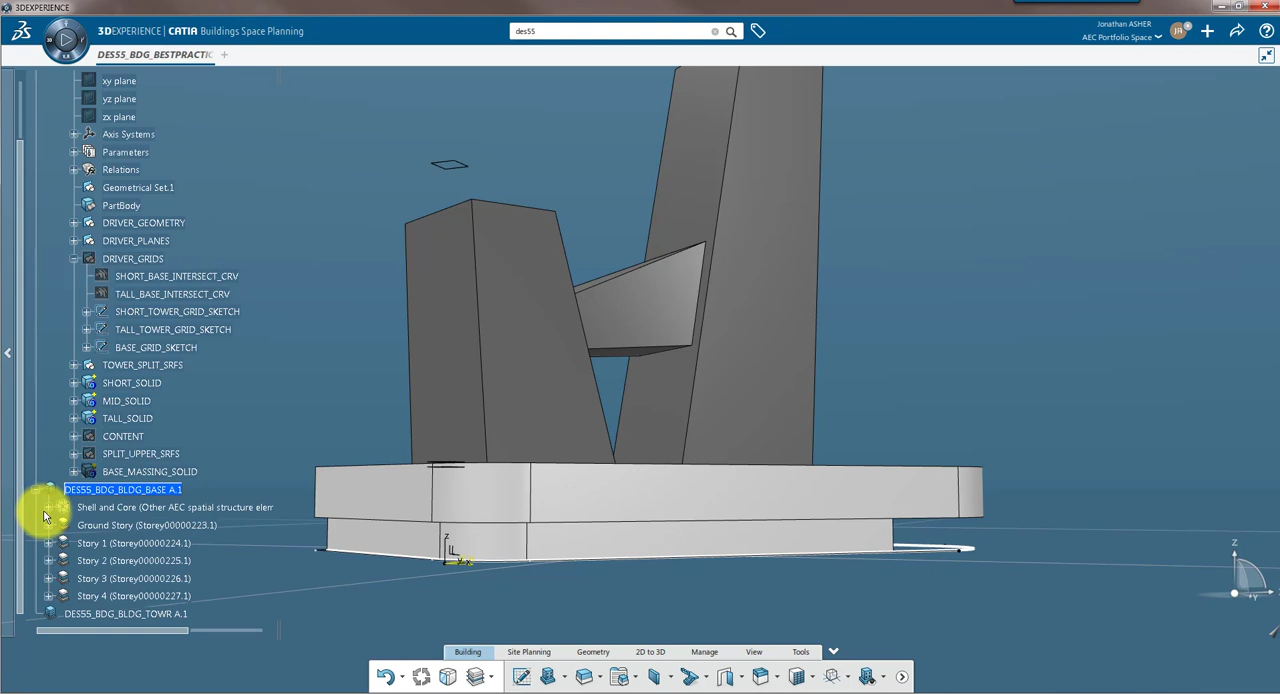 3DEXPERIENCE
3DEXPERIENCE | CATIA Buildings Space Planning
des55
Jonathan ASHER
AEC Portfolio Space
DES55_BDG_BESTPRACTIC
xy plane
yz plane
zx plane
Axis Systems
Parameters
Relations
Geometrical Set.1
PartBody
DRIVER_GEOMETRY
DRIVER_PLANES
DRIVER_GRIDS
SHORT_BASE_INTERSECT_CRV
TALL_BASE_INTERSECT_CRV
SHORT_TOWER_GRID_SKETCH
TALL_TOWER_GRID_SKETCH
BASE_GRID_SKETCH
TOWER_SPLIT_SRFS
SHORT_SOLID
MID_SOLID
TALL_SOLID
CONTENT
SPLIT_UPPER_SRFS
BASE_MASSING_SOLID
DES55_BDG_BLDG_BASE A.1
Shell and Core (Other AEC spatial structure elem
Ground Story (Storey00000223.1)
Story 1 (Storey00000224.1)
Story 2 (Storey00000225.1)
Story 3 (Storey00000226.1)
Story 4 (Storey00000227.1)
DES55_BDG_BLDG_TOWR A.1
Building
Site Planning
Geometry
2D to 3D
Manage
View
Tools